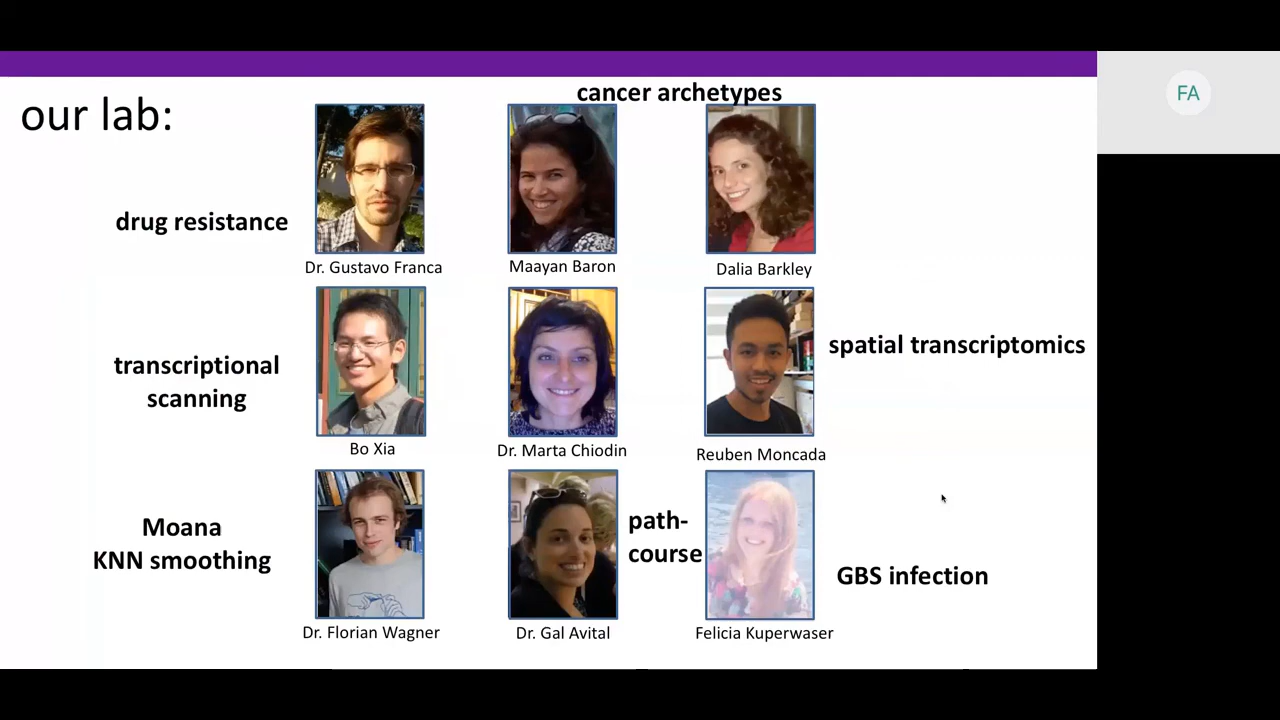 cancer archetypes
our lab:
FA
drug resistance
Dr. Gustavo Franca
Maayan Baron
Dalia Barkley
transcriptional
scanning
spatial transcriptomics
Bo Xia
Dr. Marta Chiodin
Reuben Moncada
Moana
KNN smoothing
path-
course
GBS infection
Dr. Florian Wagner
Dr. Gal Avital
Felicia Kuperwaser